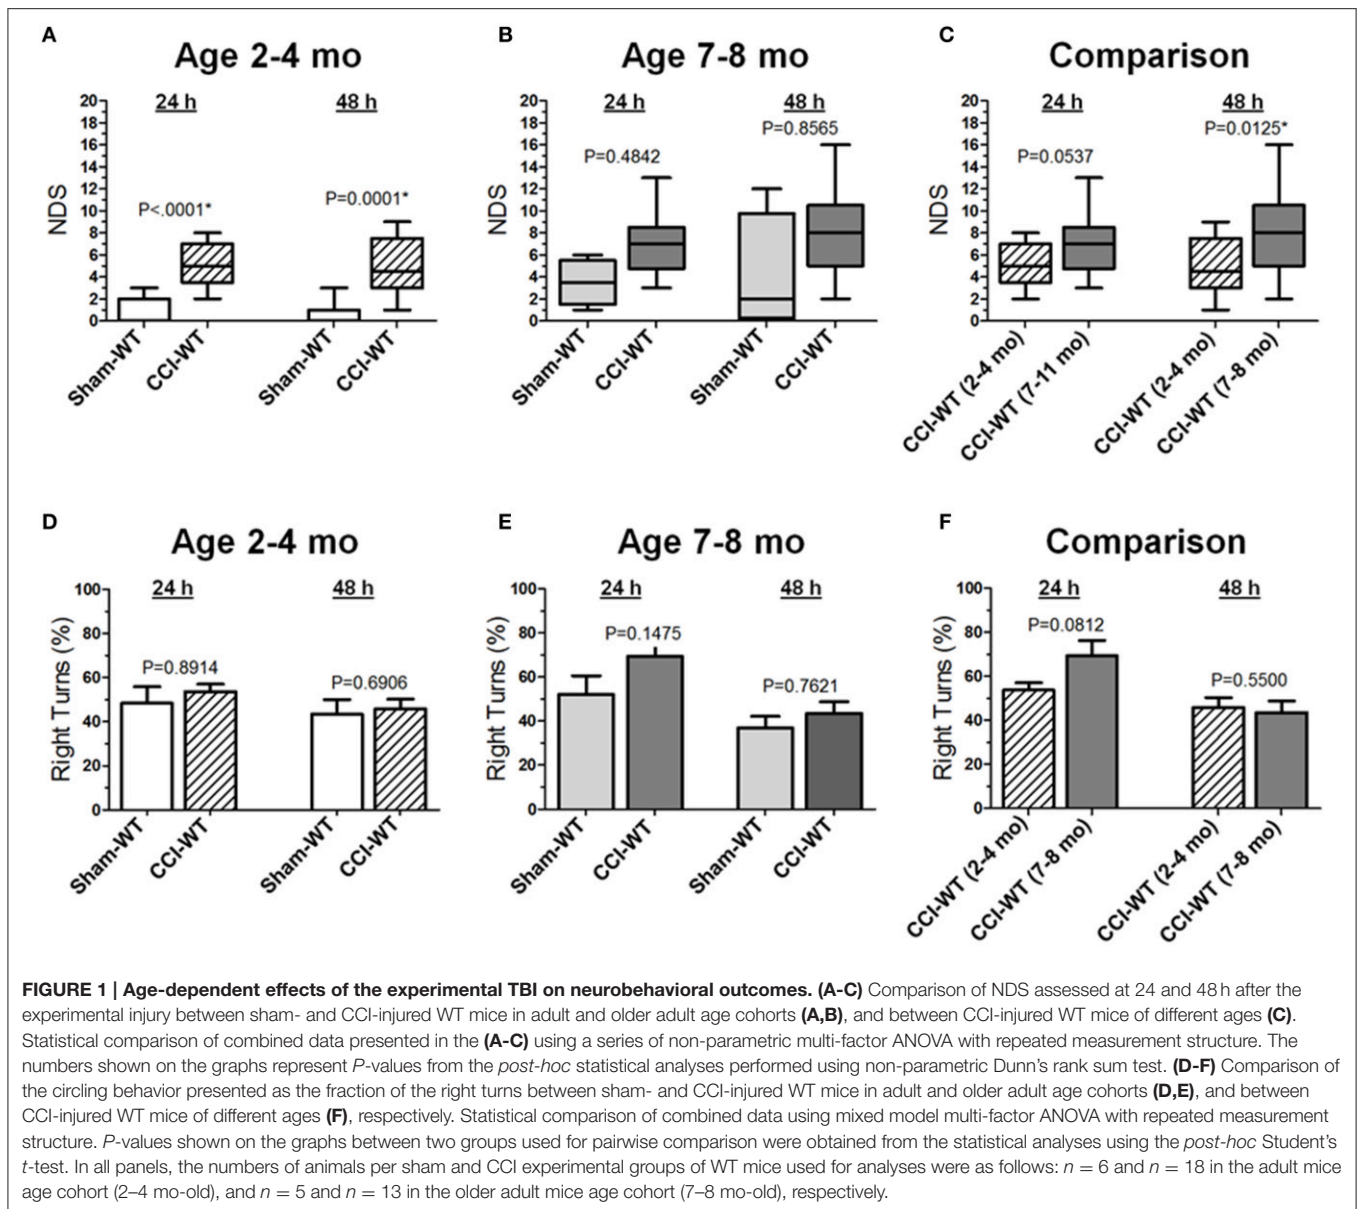 A
Age 2-4 mo
24 h
48 h
NDS
20
18
16
14
12
10
8
6
4
2
0
P<.0001*
P=0.0001*
Sham-WT
CCI-WT
Sham-WT
CCI-WT
B
Age 7-8 mo
24 h
48 h
NDS
20
18
16
14
12
10
8
6
4
2
0
P=0.4842
P=0.8565
Sham-WT
CCI-WT
Sham-WT
CCI-WT
C
Comparison
24 h
48 h
NDS
20
18
16
14
12
10
8
6
4
2
0
P=0.0537
P=0.0125*
CCI-WT (2-4 mo)
CCI-WT (7-11 mo)
CCI-WT (2-4 mo)
CCI-WT (7-8 mo)
D
Age 2-4 mo
24 h
48 h
Right Turns (%)
100
80
60
40
20
0
P=0.8914
P=0.6906
Sham-WT
CCI-WT
Sham-WT
CCI-WT
E
Age 7-8 mo
24 h
48 h
Right Turns (%)
100
80
60
40
20
0
P=0.1475
P=0.7621
Sham-WT
CCI-WT
Sham-WT
CCI-WT
F
Comparison
24 h
48 h
Right Turns (%)
100
80
60
40
20
0
P=0.0812
P=0.5500
CCI-WT (2-4 mo)
CCI-WT (7-8 mo)
CCI-WT (2-4 mo)
CCI-WT (7-8 mo)
FIGURE 1 | Age-dependent effects of the experimental TBI on neurobehavioral outcomes. (A-C) Comparison of NDS assessed at 24 and 48 h after the
experimental injury between sham- and CCI-injured WT mice in adult and older adult age cohorts (A,B), and between CCI-injured WT mice of different ages (C).
Statistical comparison of combined data presented in the (A-C) using a series of non-parametric multi-factor ANOVA with repeated measurement structure. The
numbers shown on the graphs represent P-values from the post-hoc statistical analyses performed using non-parametric Dunn's rank sum test. (D-F) Comparison of
the circling behavior presented as the fraction of the right turns between sham- and CCI-injured WT mice in adult and older adult age cohorts (D,E), and between
CCI-injured WT mice of different ages (F), respectively. Statistical comparison of combined data using mixed model multi-factor ANOVA with repeated measurement
structure. P-values shown on the graphs between two groups used for pairwise comparison were obtained from the statistical analyses using the post-hoc Student's
t-test. In all panels, the numbers of animals per sham and CCI experimental groups of WT mice used for analyses were as follows: n = 6 and n = 18 in the adult mice
age cohort (2–4 mo-old), and n = 5 and n = 13 in the older adult mice age cohort (7–8 mo-old), respectively.